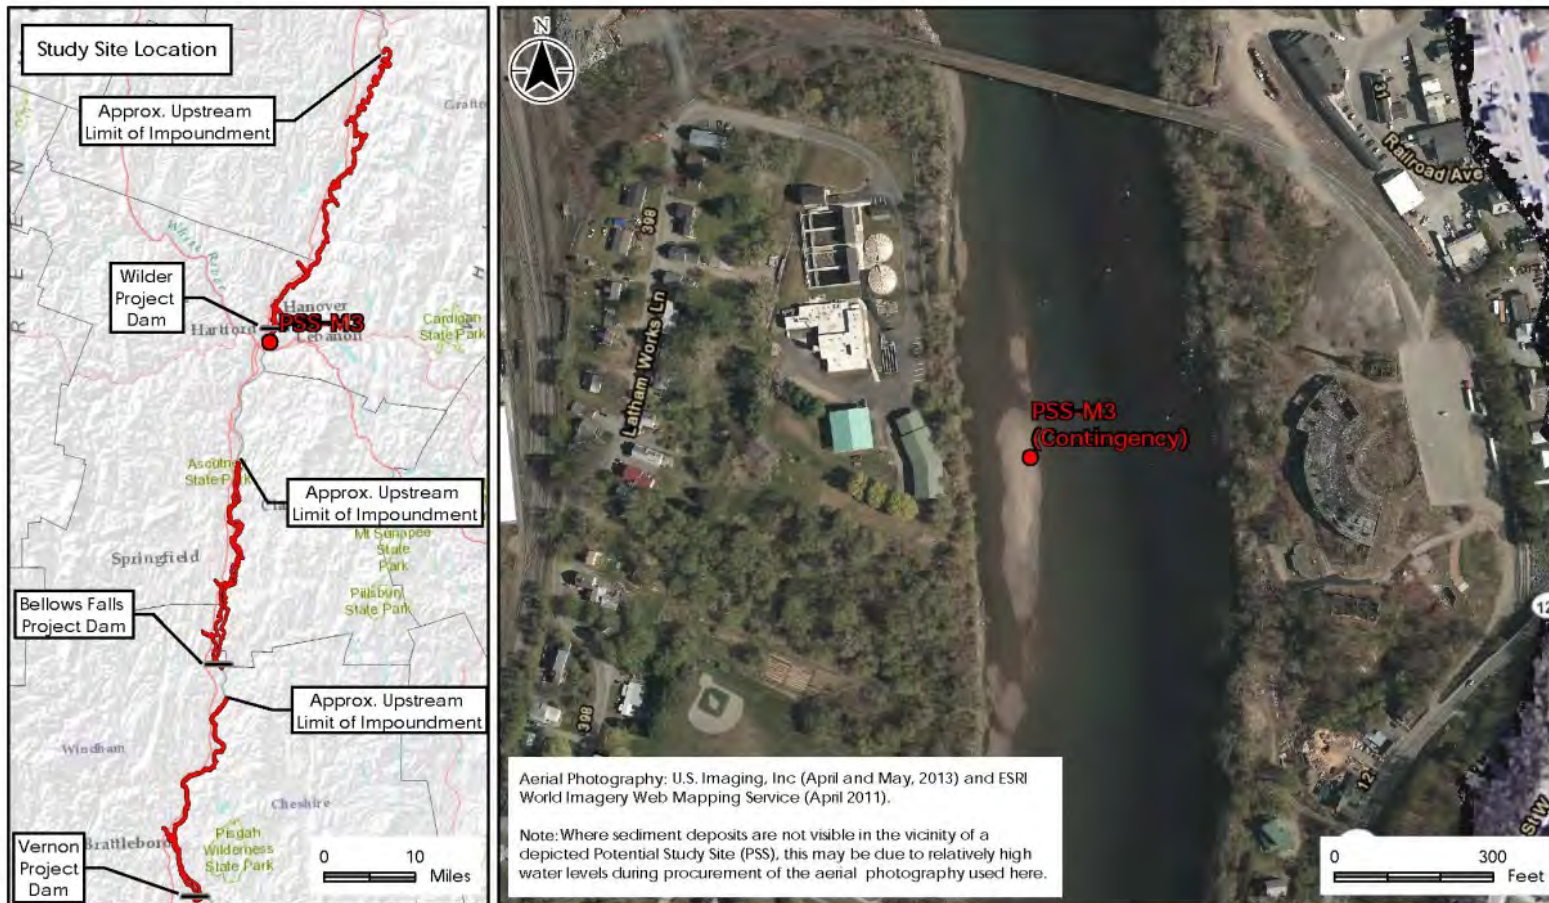 Study Site Location
Approx. Upstream
Limit of Impoundment
White River
Wilder
Project
Dam
Hanover
Hartford
PSS-M3
Lebanon
Cardigan
State Park
State Park
Approx. Upstream
Limit of Impoundment
Springfield
Mt Sunapee
State
Park
Pillsbury
State Park
Bellows Falls
Project Dam
Approx. Upstream
Limit of Impoundment
Windham
Cheshire
Vernon
Project
Dam
Pisgah
Wilderness
State Park
0 10
Miles
N
Railroad Ave
398
Latham Works Ln
PSS-M3
(Contingency)
398
12
12
St W
Aerial Photography: U.S. Imaging, Inc (April and May, 2013) and ESRI
World Imagery Web Mapping Service (April 2011).
Note: Where sediment deposits are not visible in the vicinity of a
depicted Potential Study Site (PSS), this may be due to relatively high
water levels during procurement of the aerial photography used here.
0 300
Feet